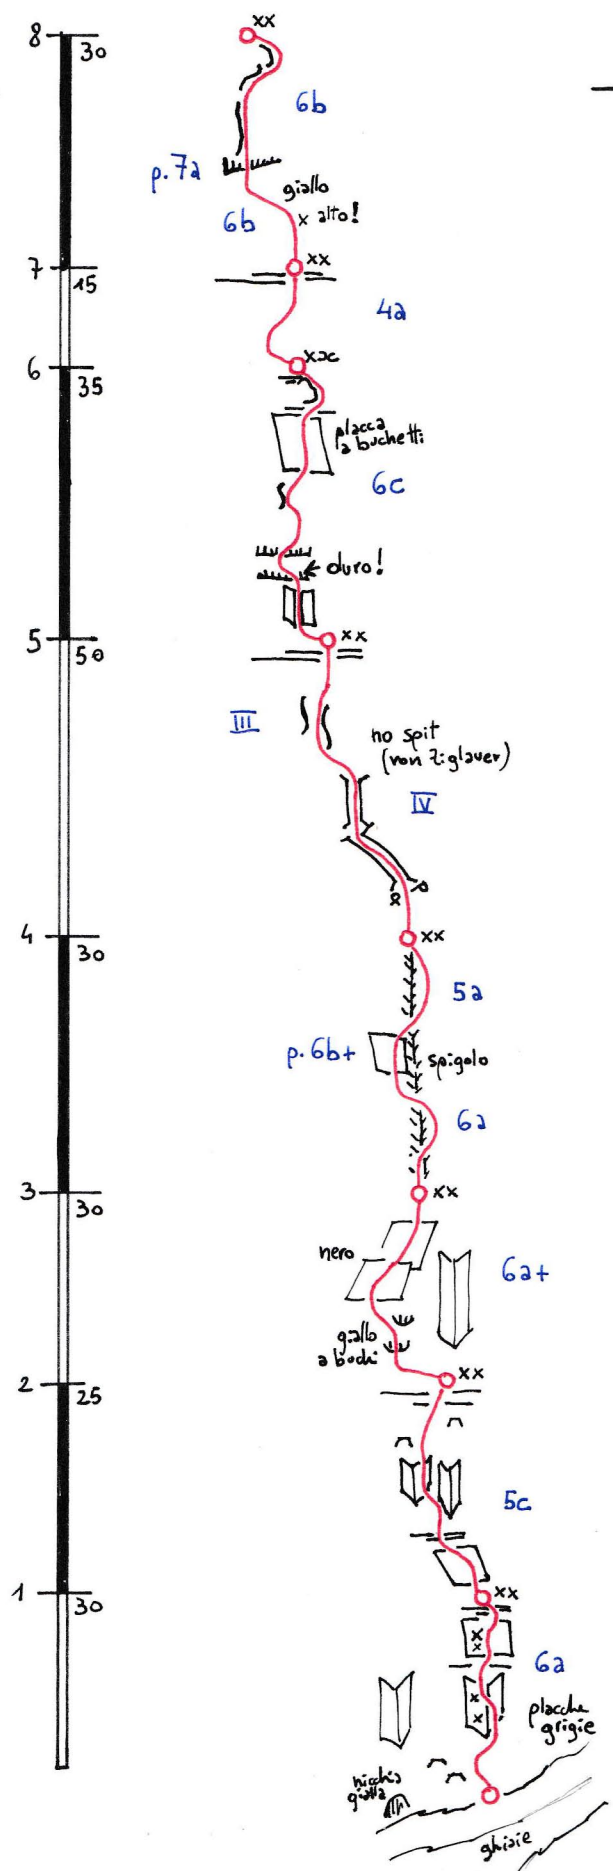 8 30 xx
6b
p. 7a
giallo
x alto!
6b
7 15 xx
4a
6 35 xx
placca
a buchetti
6c
duro!
5 50 xx
III
no spit
(von Ziglauer)
IV
4 30 xx
5a
p. 6b+
spigolo
6a
3 30 xx
nero
6a+
giallo
a buchi
2 25 xx
5c
1 30 xx
x
x
6a
x
x
placche
grigie
nicchia
gialla
ghiaie